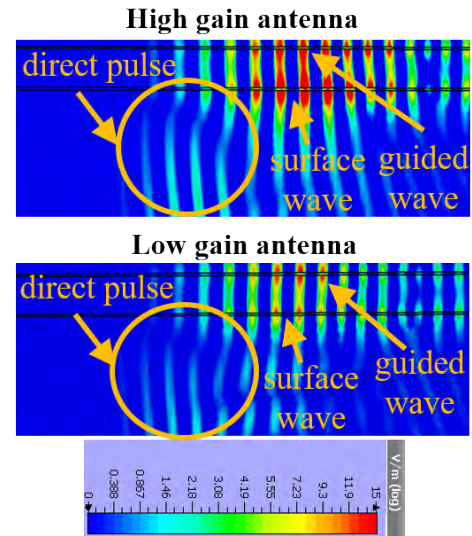 High gain antenna
direct pulse
surface
wave
guided
wave
Low gain antenna
direct pulse
surface
wave
guided
wave
V/m (log)
0
0.388
0.867
1.46
2.18
3.08
4.19
5.55
7.23
9.3
11.9
15